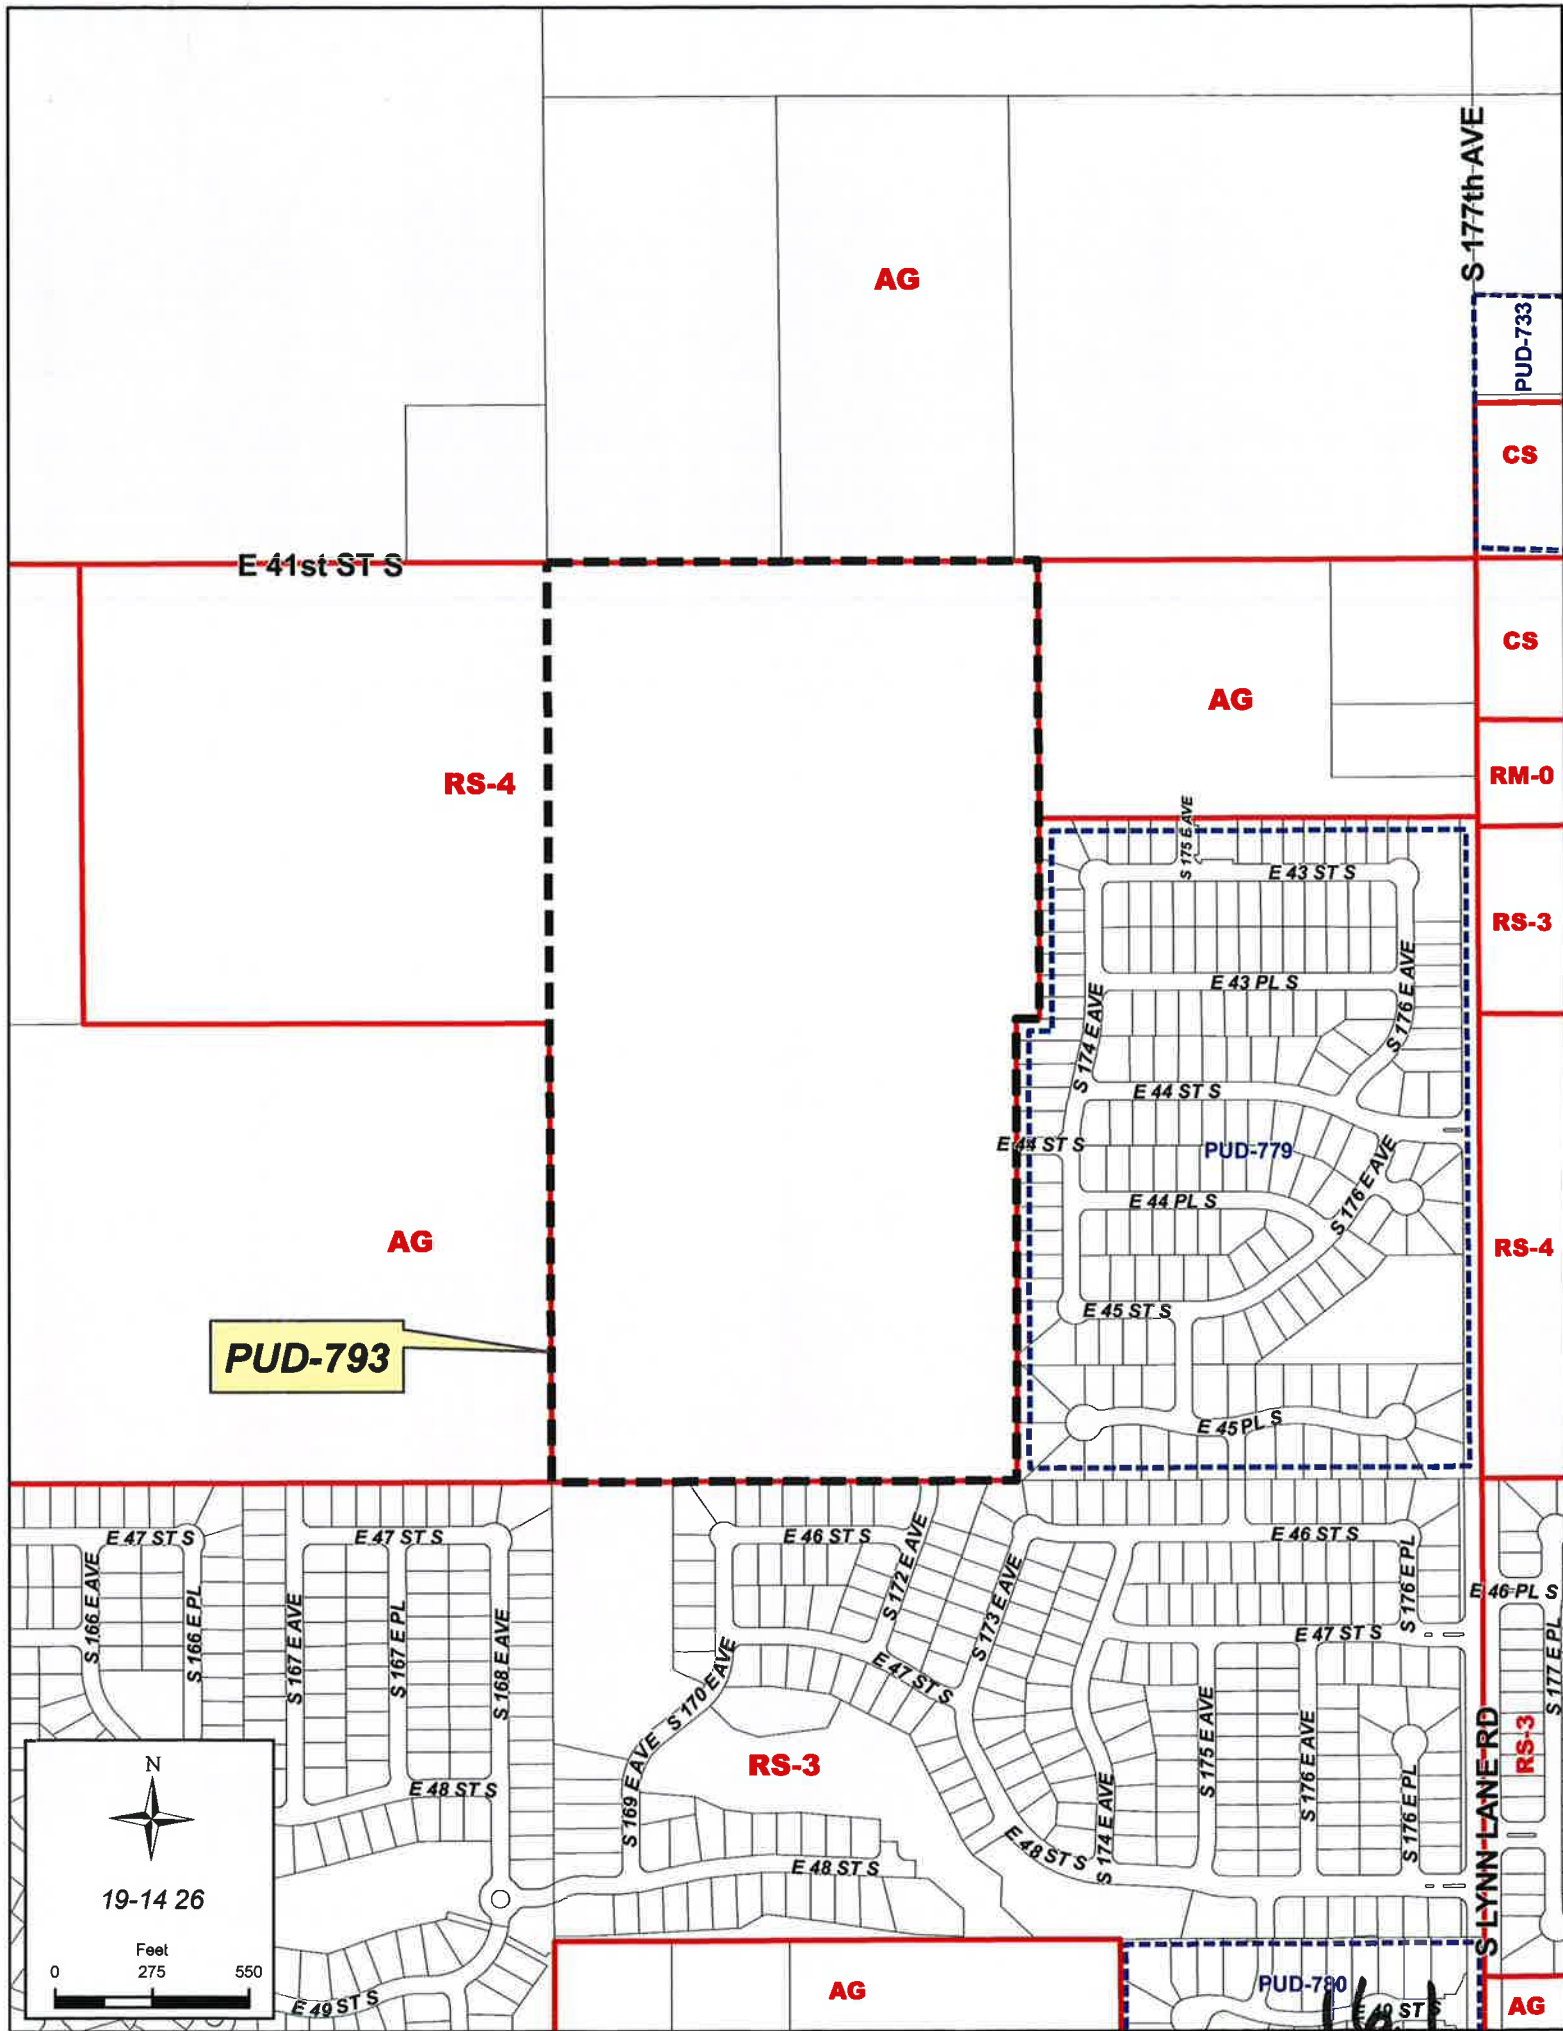 S 177th AVE
AG
PUD-733
CS
E 41st ST S
CS
AG
RS-4
RM-0
S 175 E AVE
E 43 ST S
RS-3
S 176 E AVE
E 43 PL S
S 174 E AVE
E 44 ST S
E 44 ST S
PUD-779
S 176 E AVE
E 44 PL S
AG
RS-4
E 45 ST S
PUD-793
E 45 PL S
E 47 ST S
E 47 ST S
E 46 ST S
S 172 E AVE
E 46 ST S
S 166 E AVE
S 166 E PL
S 167 E AVE
S 167 E PL
S 168 E AVE
S 173 E AVE
S 176 E PL
E 46 PL S
E 47 ST S
S 177 E PL
E 47 ST S
S 170 E AVE
S 169 E AVE
RS-3
S 175 E AVE
S 176 E AVE
S 176 E PL
S LYNN LANE RD
RS-3
E 48 ST S
S 174 E AVE
E 48 ST S
E 48 ST S
N
19-14 26
Feet
0 275 550
E 49 ST S
AG
PUD-780
E 49 ST S
AG